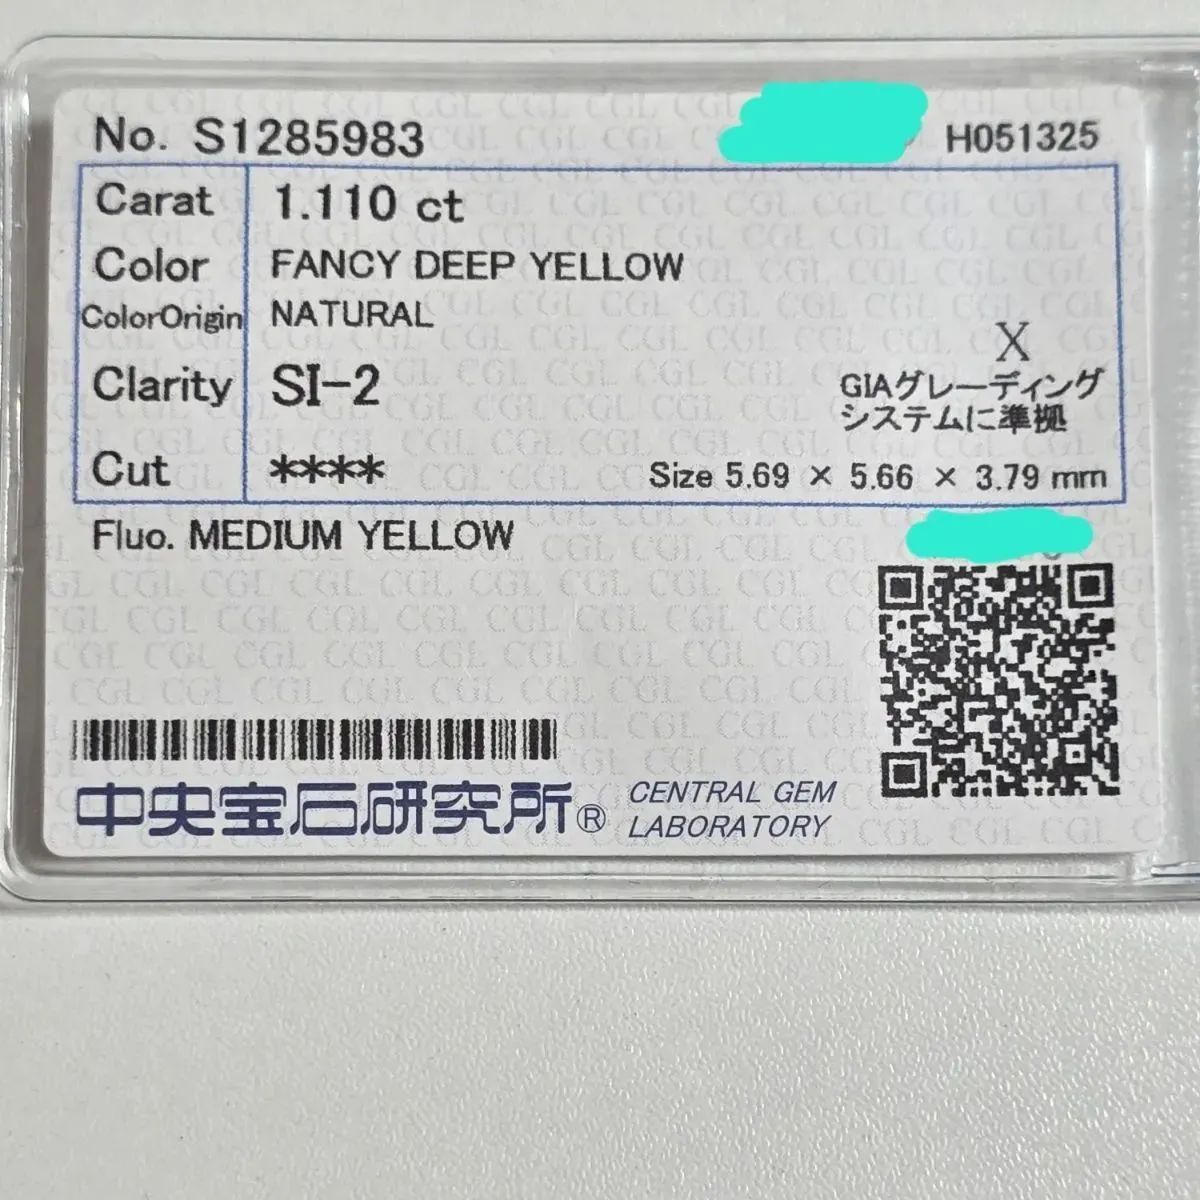 No. S1285983 H051325
Carat 1.110 ct
Color FANCY DEEP YELLOW
ColorOrigin NATURAL
X
Clarity SI-2 GIAグレーディング
システムに準拠
Cut **** Size 5.69 × 5.66 × 3.79 mm
Fluo. MEDIUM YELLOW
中央宝石研究所® CENTRAL GEM
LABORATORY